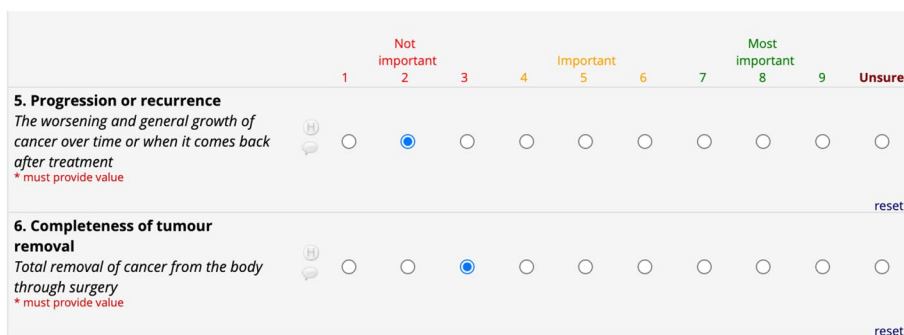 Not important
Important
Most important
1 2 3 4 5 6 7 8 9 Unsure
5. Progression or recurrence
The worsening and general growth of
cancer over time or when it comes back
after treatment
* must provide value
H
reset
6. Completeness of tumour
removal
Total removal of cancer from the body
through surgery
* must provide value
H
reset